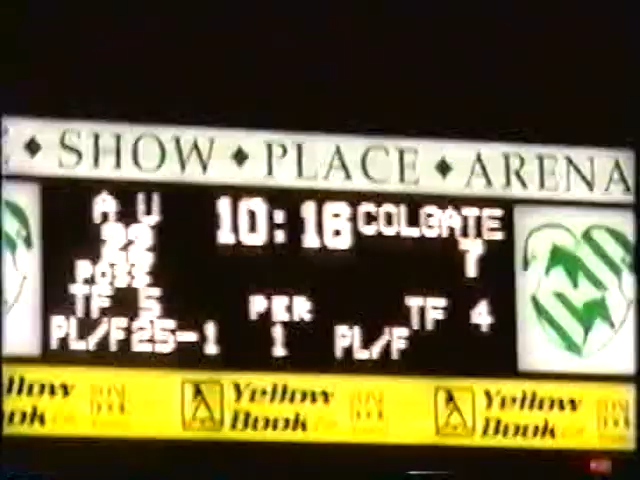 SHOW ♦ PLACE ♦ ARENA
A U 10:16 COLGATE
22 7
POSS
TF 5 PER TF 4
PL/F25-1 1 PL/F
Yellow Book Yellow Book Yellow Book